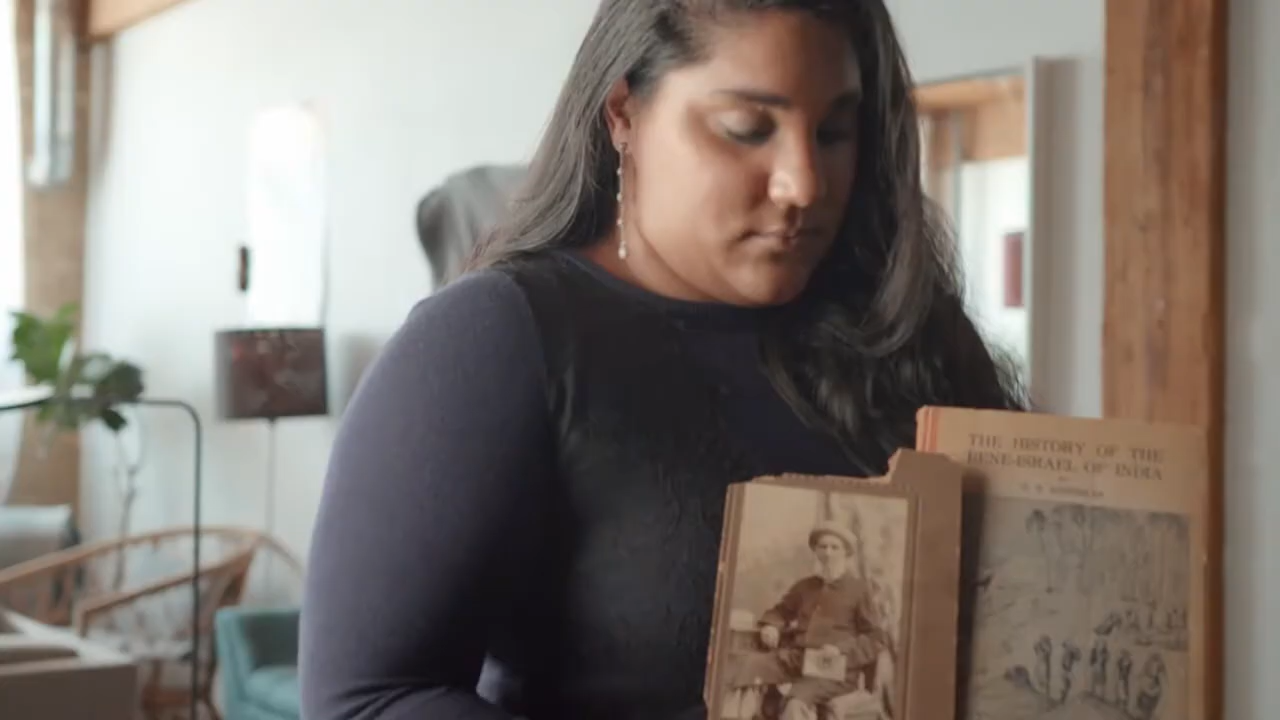 THE HISTORY OF THE
BENE-ISRAEL OF INDIA